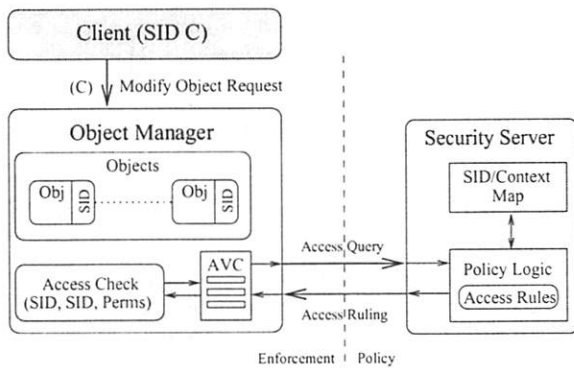 Client (SID C)
(C) Modify Object Request
Object Manager
Objects
Obj SID
Obj SID
Access Check
(SID, SID, Perms)
AVC
Access Query
Access Ruling
Enforcement
Policy
Security Server
SID/Context
Map
Policy Logic
Access Rules